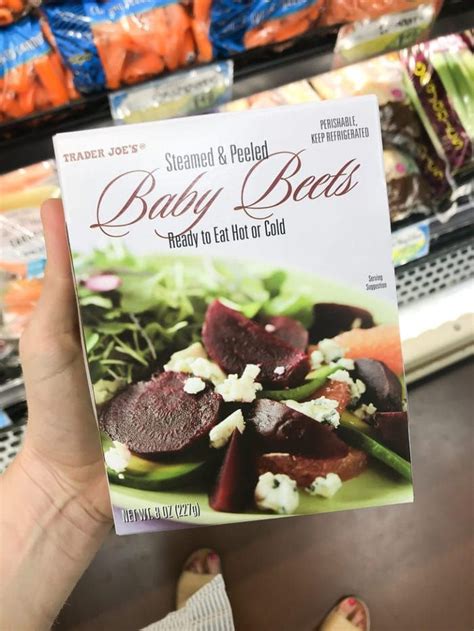 TRADER JOE'S®
Steamed & Peeled
Baby Beets
Ready to Eat Hot or Cold
PERISHABLE,
KEEP REFRIGERATED
Serving
Suggestion
NET WT. 8 OZ (227g)